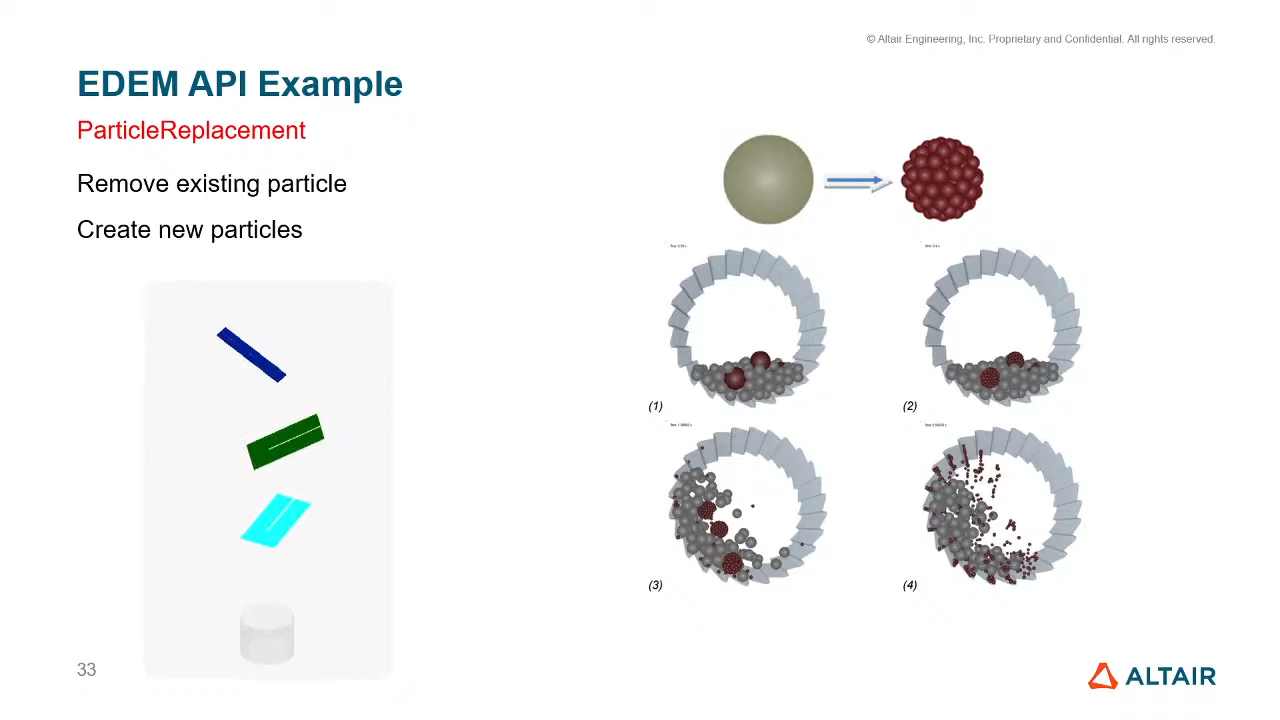 © Altair Engineering, Inc. Proprietary and Confidential. All rights reserved.
EDEM API Example
ParticleReplacement
Remove existing particle
Create new particles
(1)
(2)
(3)
(4)
33
ALTAIR